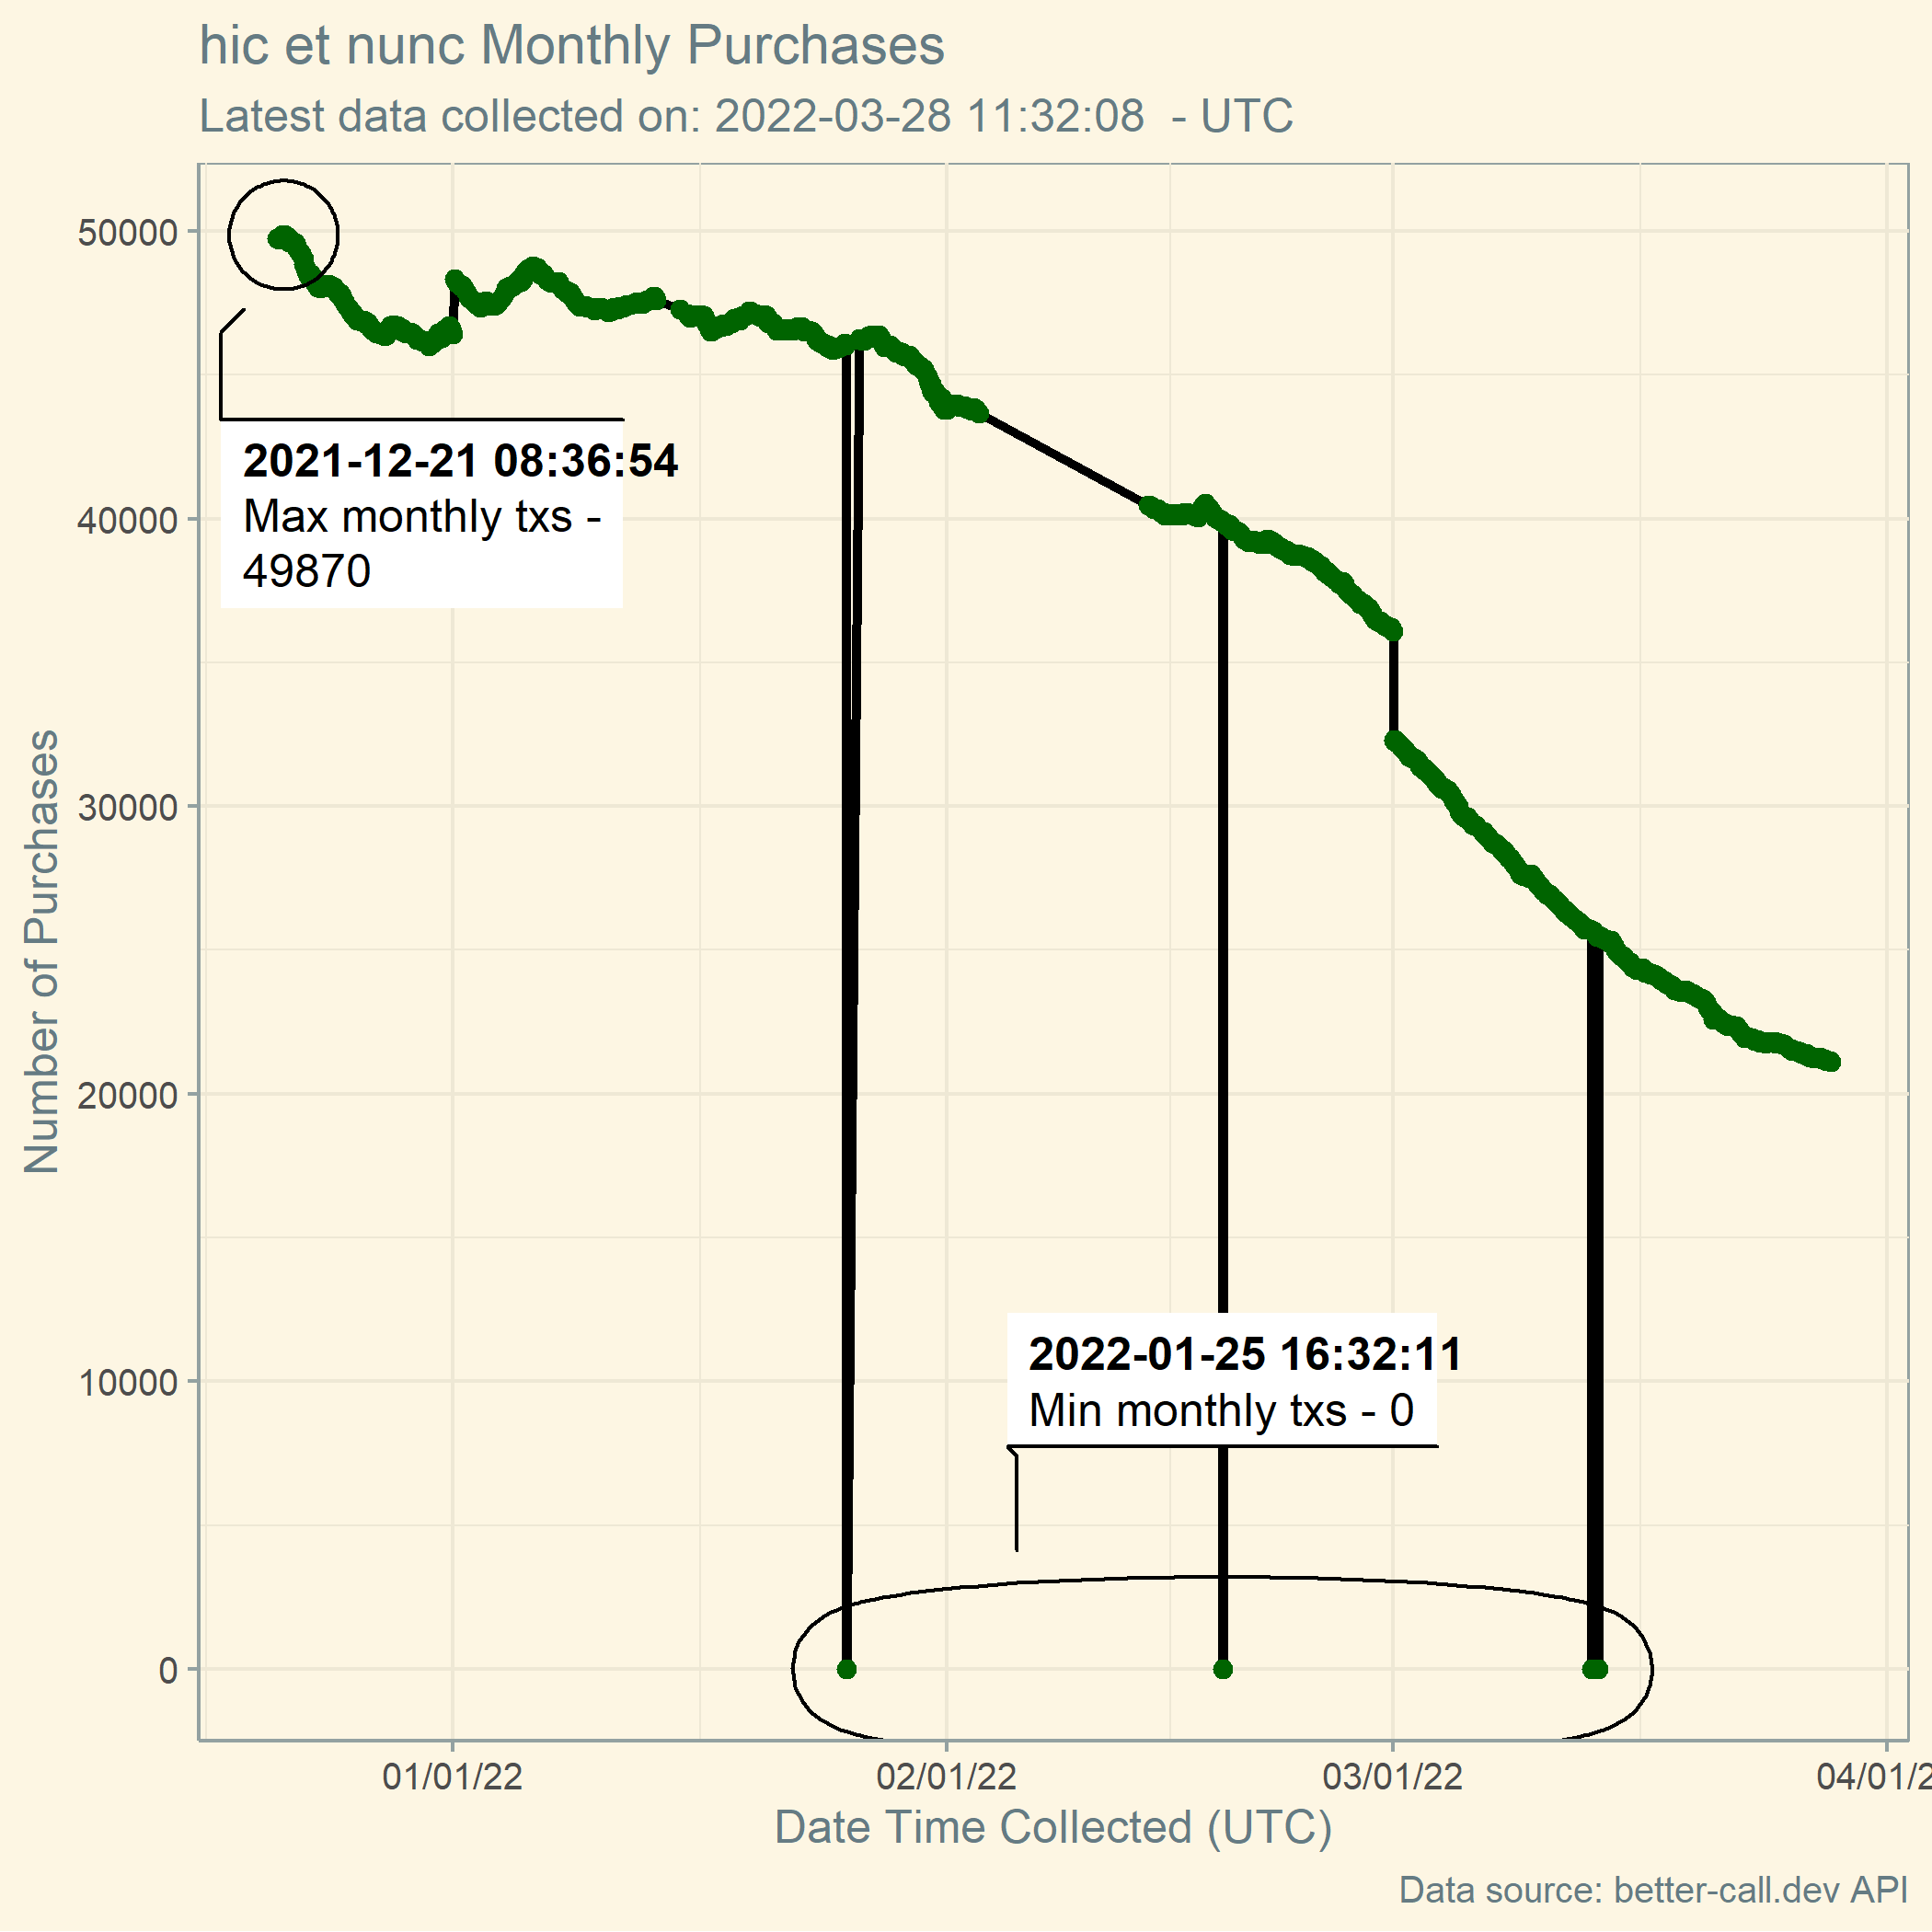 hic et nunc Monthly Purchases
Latest data collected on: 2022-03-28 11:32:08  - UTC
50000
40000
30000
20000
10000
0
Number of Purchases
2021-12-21 08:36:54
Max monthly txs -
49870
2022-01-25 16:32:11
Min monthly txs - 0
01/01/22
02/01/22
03/01/22
04/01/2
Date Time Collected (UTC)
Data source: better-call.dev API